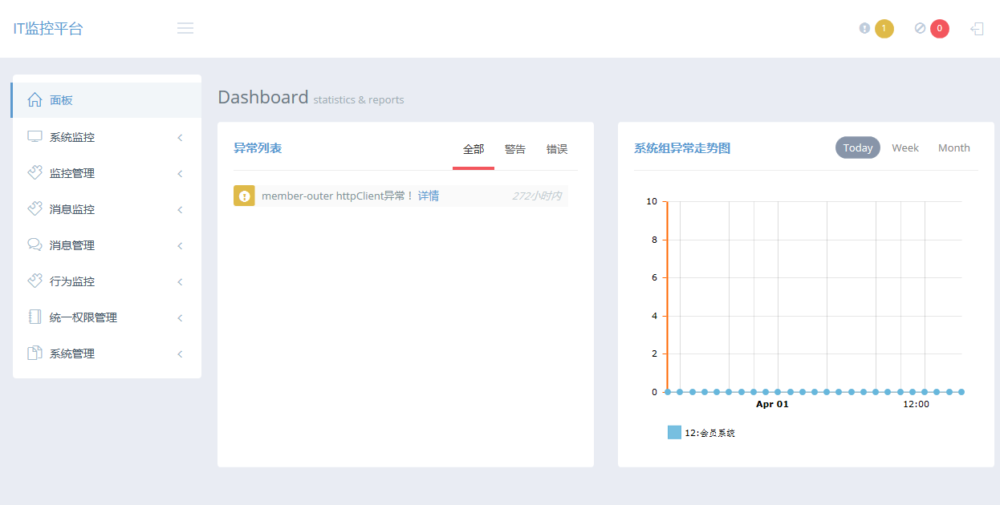 IT监控平台
1
0
面板
系统监控
监控管理
消息监控
消息管理
行为监控
统一权限管理
系统管理
Dashboard statistics & reports
异常列表 全部 警告 错误
member-outer httpClient异常！ 详情 272小时内
系统组异常走势图 Today Week Month
10
8
6
4
2
0
Apr 01 12:00
12:会员系统